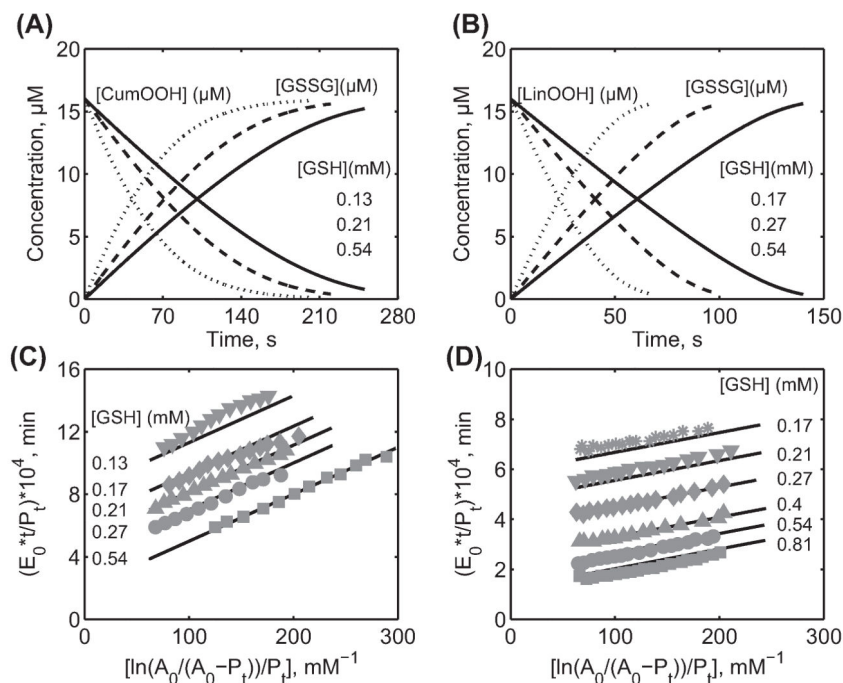 (A)
20
15
10
5
0
Concentration, µM
[CumOOH] (µM)
[GSSG](µM)
[GSH](mM)
0.13
0.21
0.54
0 70 140 210 280
Time, s
(B)
20
15
10
5
0
Concentration, µM
[LinOOH] (µM)
[GSSG](µM)
[GSH](mM)
0.17
0.27
0.54
0 50 100 150
Time, s
(C)
16
12
8
4
0
(E₀*t/Pₜ)*10⁴, min
[GSH] (mM)
0.13
0.17
0.21
0.27
0.54
0 100 200 300
[ln(A₀/(A₀−Pₜ))/Pₜ], mM⁻¹
(D)
10
8
6
4
2
0
(E₀*t/Pₜ)*10⁴, min
[GSH] (mM)
0.17
0.21
0.27
0.4
0.54
0.81
0 100 200 300
[ln(A₀/(A₀−Pₜ))/Pₜ], mM⁻¹